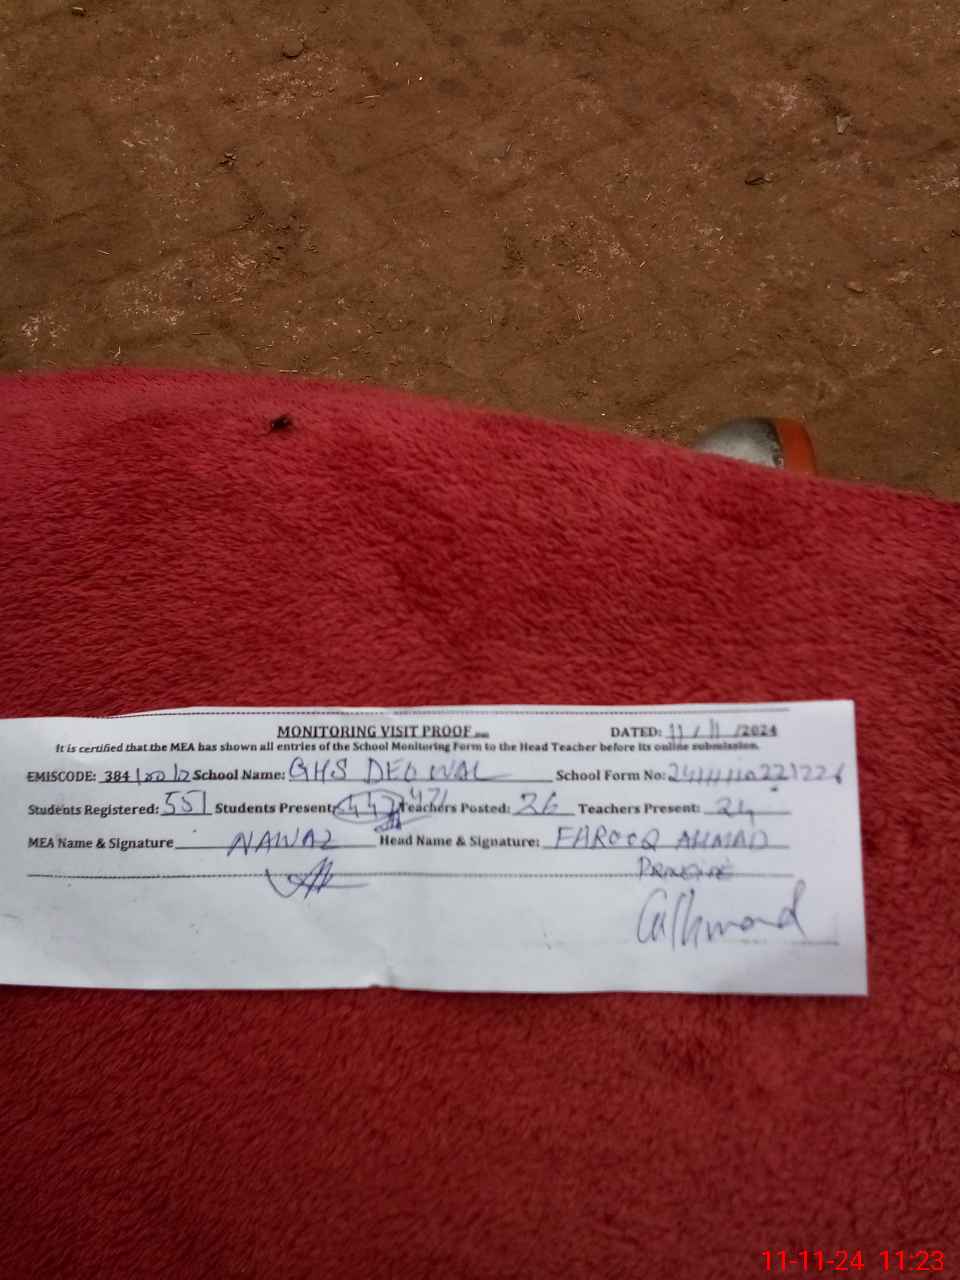 MONITORING VISIT PROOF DATED: 11 / 11 /2024
It is certified that the MEA has shown all entries of the School Monitoring Form to the Head Teacher before its online submission.
EMISCODE: 384 School Name: GHS DEOWAL School Form No:
Students Registered: 551 Students Present: 447 421 Teachers Posted: 26 Teachers Present: 24
MEA Name & Signature NAWAZ Head Name & Signature: FAROOQ AHMAD
11-11-24 11:23